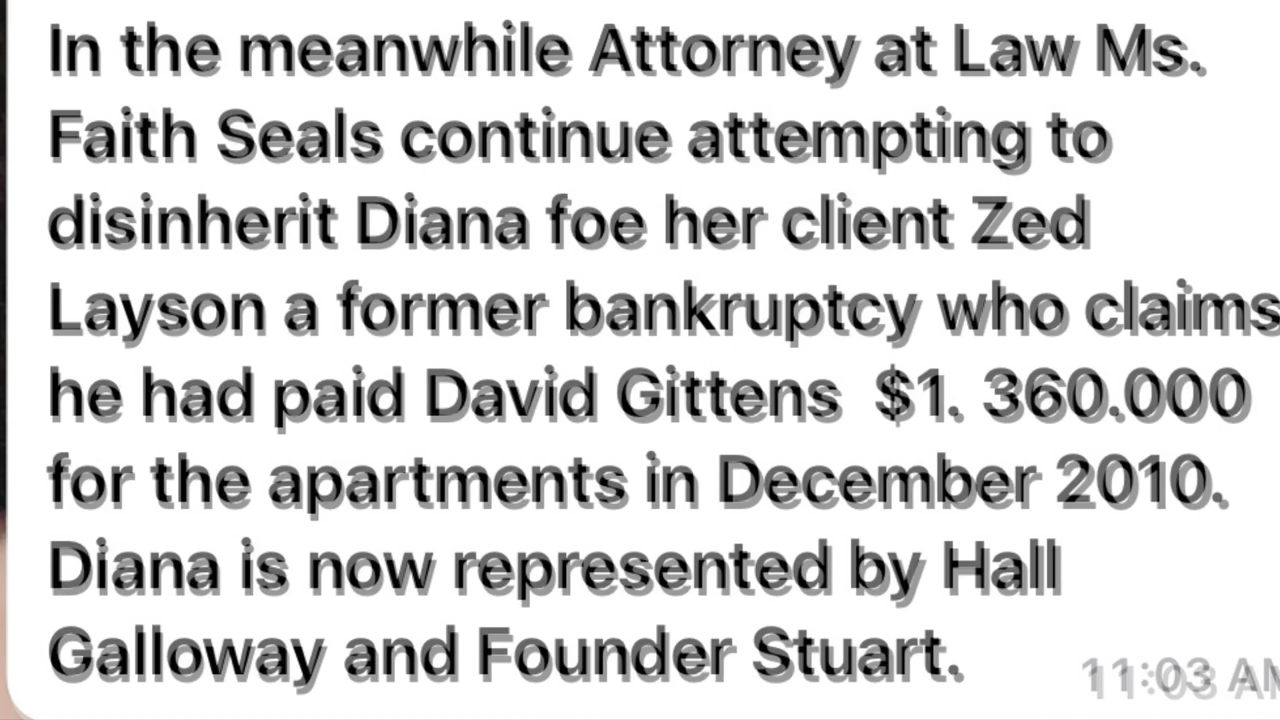 In the meanwhile Attorney at Law Ms.
Faith Seals continue attempting to
disinherit Diana foe her client Zed
Layson a former bankruptcy who claims
he had paid David Gittens  $1. 360.000
for the apartments in December 2010.
Diana is now represented by Hall
Galloway and Founder Stuart.
11:03 AM